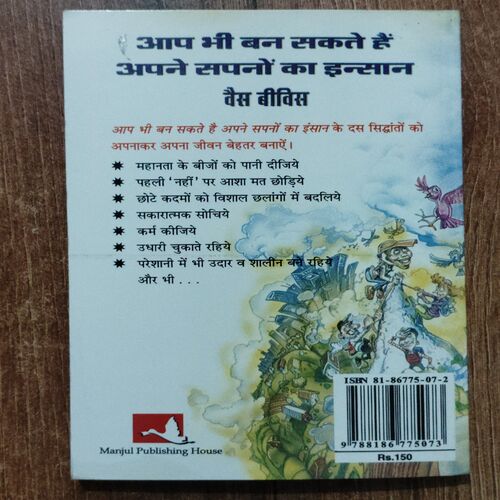 आप भी बन सकते हैं
अपने सपनों का इन्सान
वैस बीविस
आप भी बन सकते है अपने सपनों का इंसान के दस सिद्वांतों को
अपनाकर अपना जीवन बेहतर बनाऐं।
✷ महानता के बीजों को पानी दीजिये
✷ पहली 'नहीं' पर आशा मत छोड़िये
✷ छोटे कदमों को विशाल छलांगों में बदलिये
✷ सकारात्मक सोचिये
✷ कर्म कीजिये
✷ उधारी चुकाते रहिये
✷ परेशानी में भी उदार व शालीन बने रहिये
और भी . . .
ISBN 81-86775-07-2
9 788186 775073
Rs.150
Manjul Publishing House